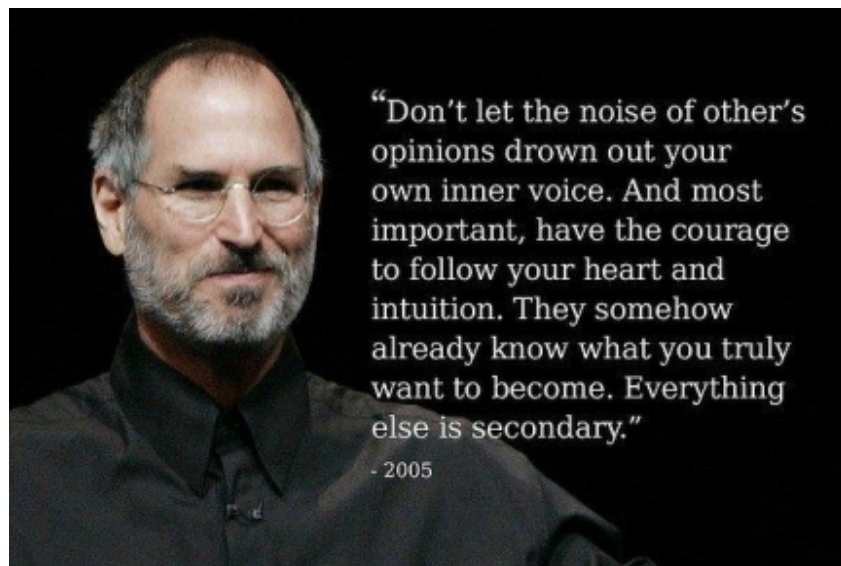 “Don’t let the noise of other’s
opinions drown out your
own inner voice. And most
important, have the courage
to follow your heart and
intuition. They somehow
already know what you truly
want to become. Everything
else is secondary.”
- 2005